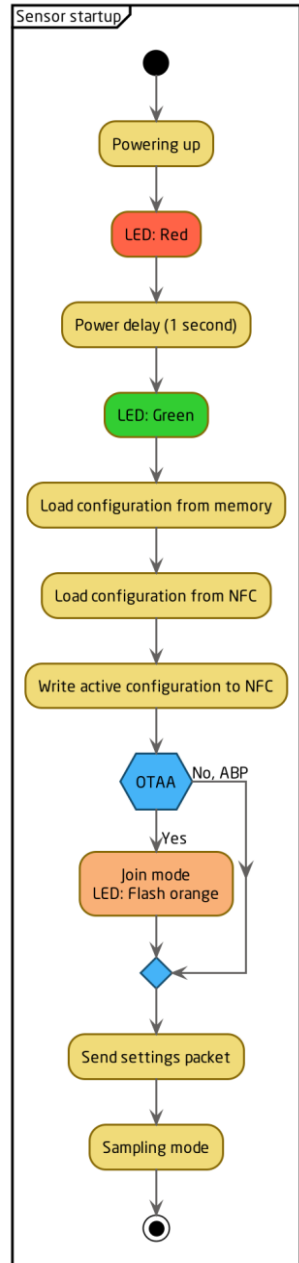 Sensor startup
Powering up
LED: Red
Power delay (1 second)
LED: Green
Load configuration from memory
Load configuration from NFC
Write active configuration to NFC
OTAA
No, ABP
Yes
Join mode
LED: Flash orange
Send settings packet
Sampling mode